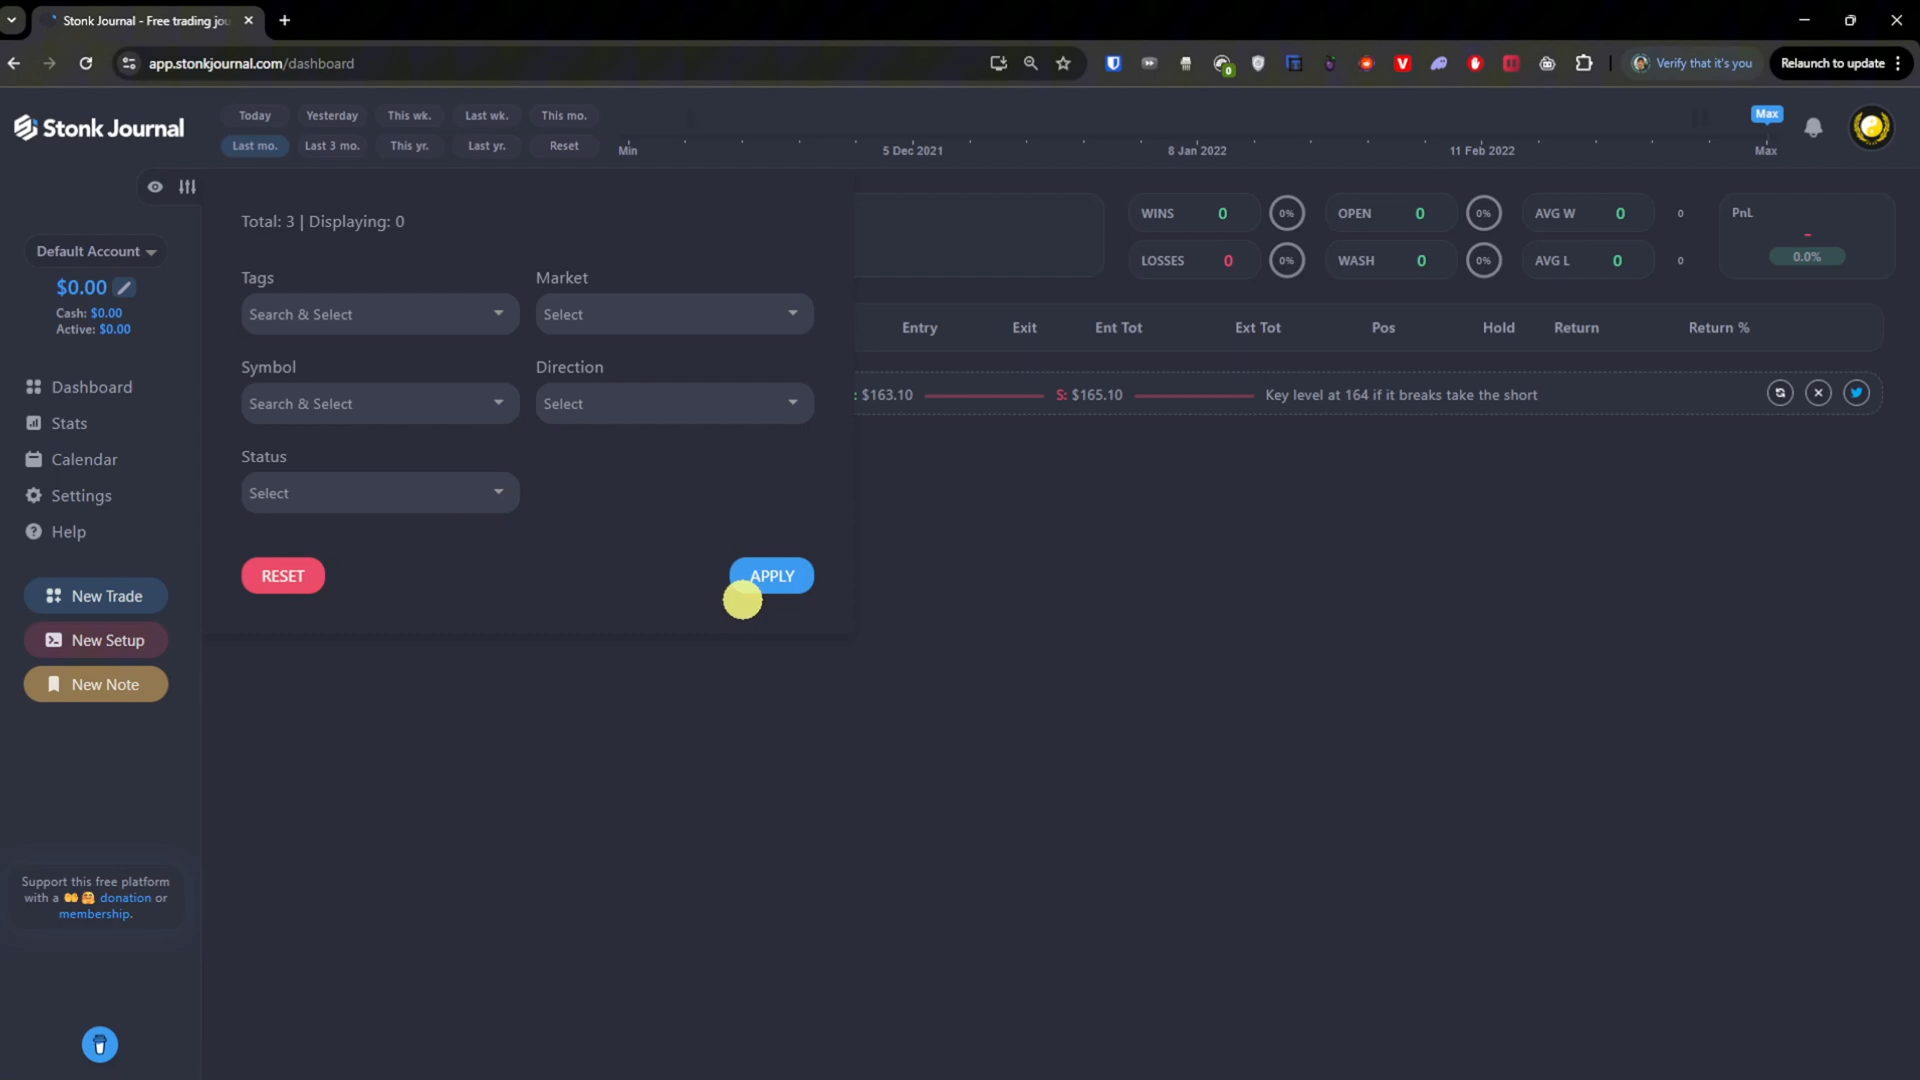 Stonk Journal - Free trading jou
app.stonkjournal.com/dashboard
0
Verify that it's you
Relaunch to update
Stonk Journal
Today
Yesterday
This wk.
Last wk.
This mo.
Last mo.
Last 3 mo.
This yr.
Last yr.
Reset
Min
5 Dec 2021
8 Jan 2022
11 Feb 2022
Max
Max
Total: 3 | Displaying: 0
WINS 0 0%
OPEN 0 0%
AVG W 0 0
PnL
-
0.0%
LOSSES 0 0%
WASH 0 0%
AVG L 0 0
Default Account
$0.00
Cash: $0.00
Active: $0.00
Tags
Market
Search & Select
Select
Symbol
Direction
Search & Select
Select
Status
Select
RESET
APPLY
Entry Exit Ent Tot Ext Tot Pos Hold Return Return %
: $163.10
S: $165.10
Key level at 164 if it breaks take the short
Dashboard
Stats
Calendar
Settings
Help
New Trade
New Setup
New Note
Support this free platform
with a donation or
membership.